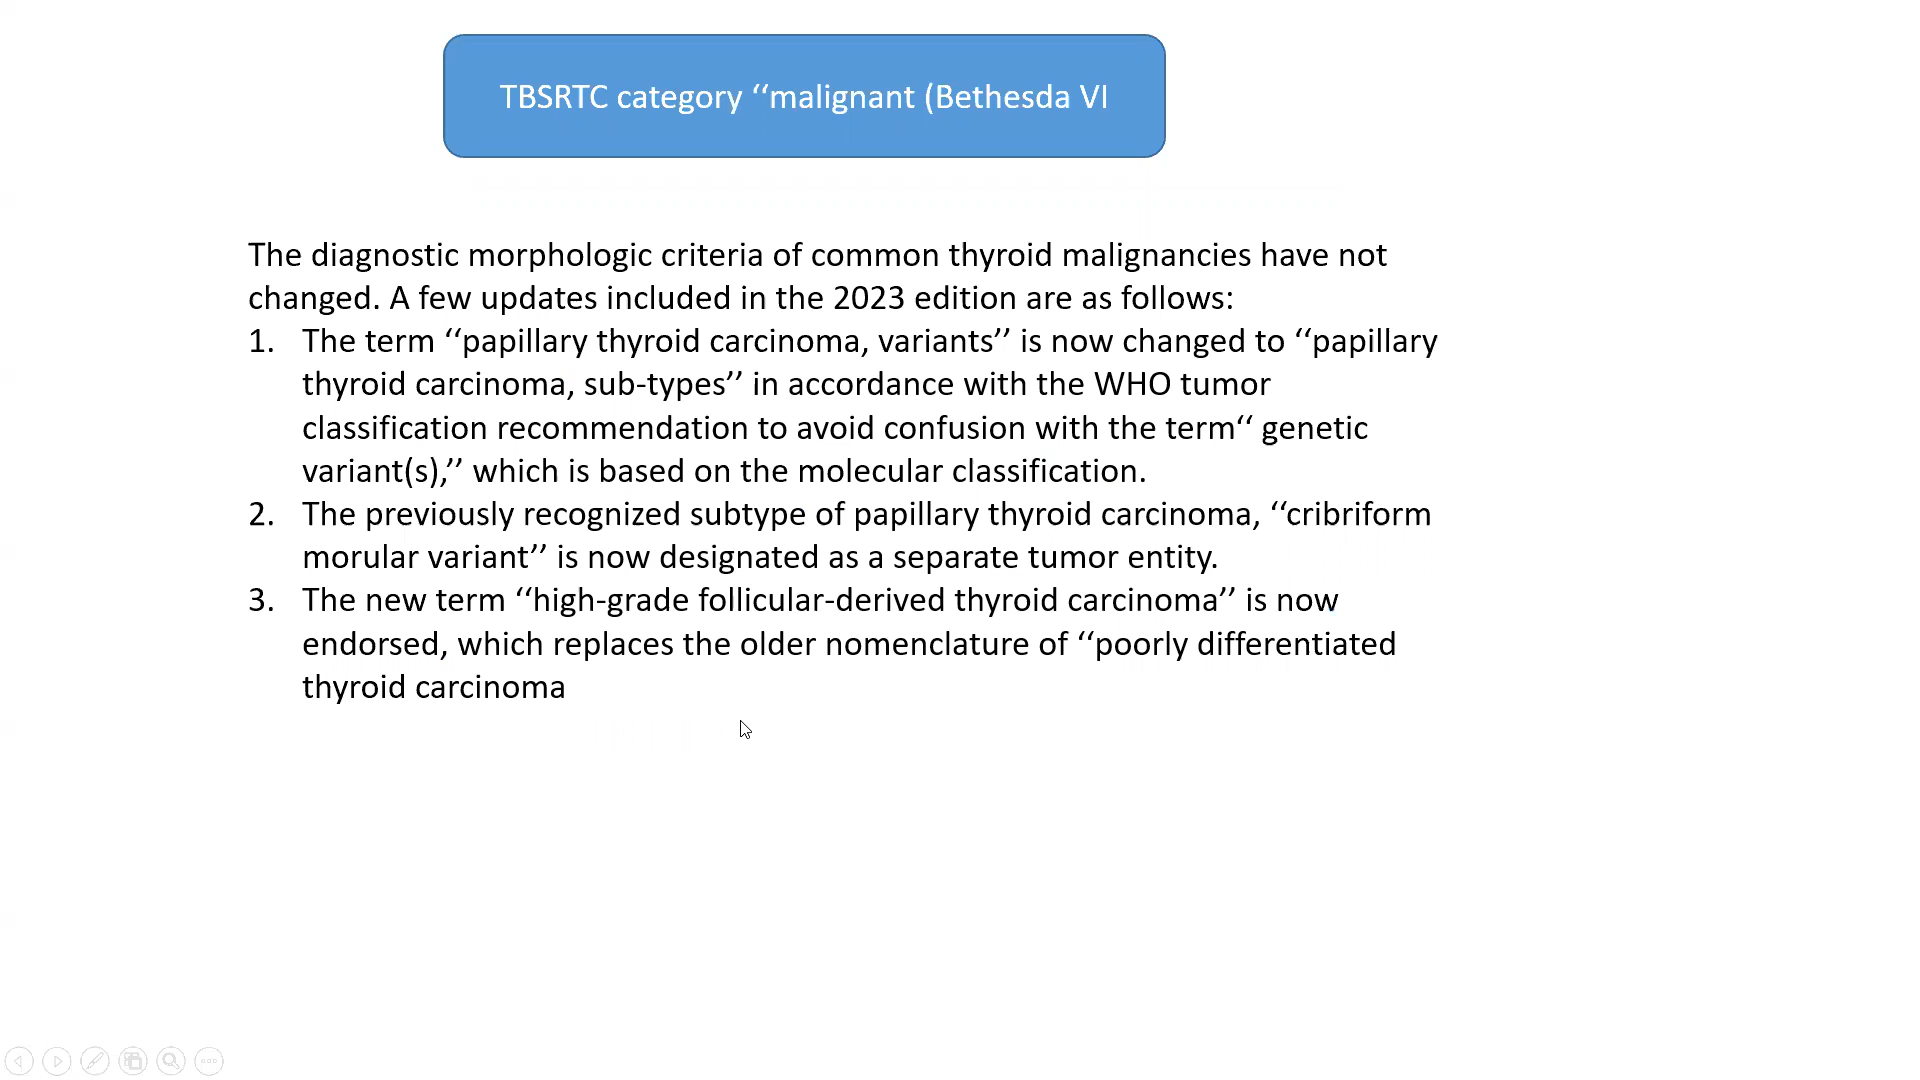 TBSRTC category ‘‘malignant (Bethesda VI
The diagnostic morphologic criteria of common thyroid malignancies have not
changed. A few updates included in the 2023 edition are as follows:
1. The term ‘‘papillary thyroid carcinoma, variants’’ is now changed to ‘‘papillary
thyroid carcinoma, sub-types’’ in accordance with the WHO tumor
classification recommendation to avoid confusion with the term‘‘ genetic
variant(s),’’ which is based on the molecular classification.
2. The previously recognized subtype of papillary thyroid carcinoma, ‘‘cribriform
morular variant’’ is now designated as a separate tumor entity.
3. The new term ‘‘high-grade follicular-derived thyroid carcinoma’’ is now
endorsed, which replaces the older nomenclature of ‘‘poorly differentiated
thyroid carcinoma